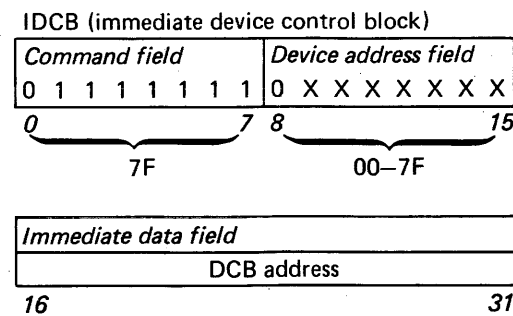 IDCB (immediate device control block)
Command field Device address field
0 1 1 1 1 1 1 1 0 X X X X X X X
0 7 8 15
7F 00–7F
Immediate data field
DCB address
16 31